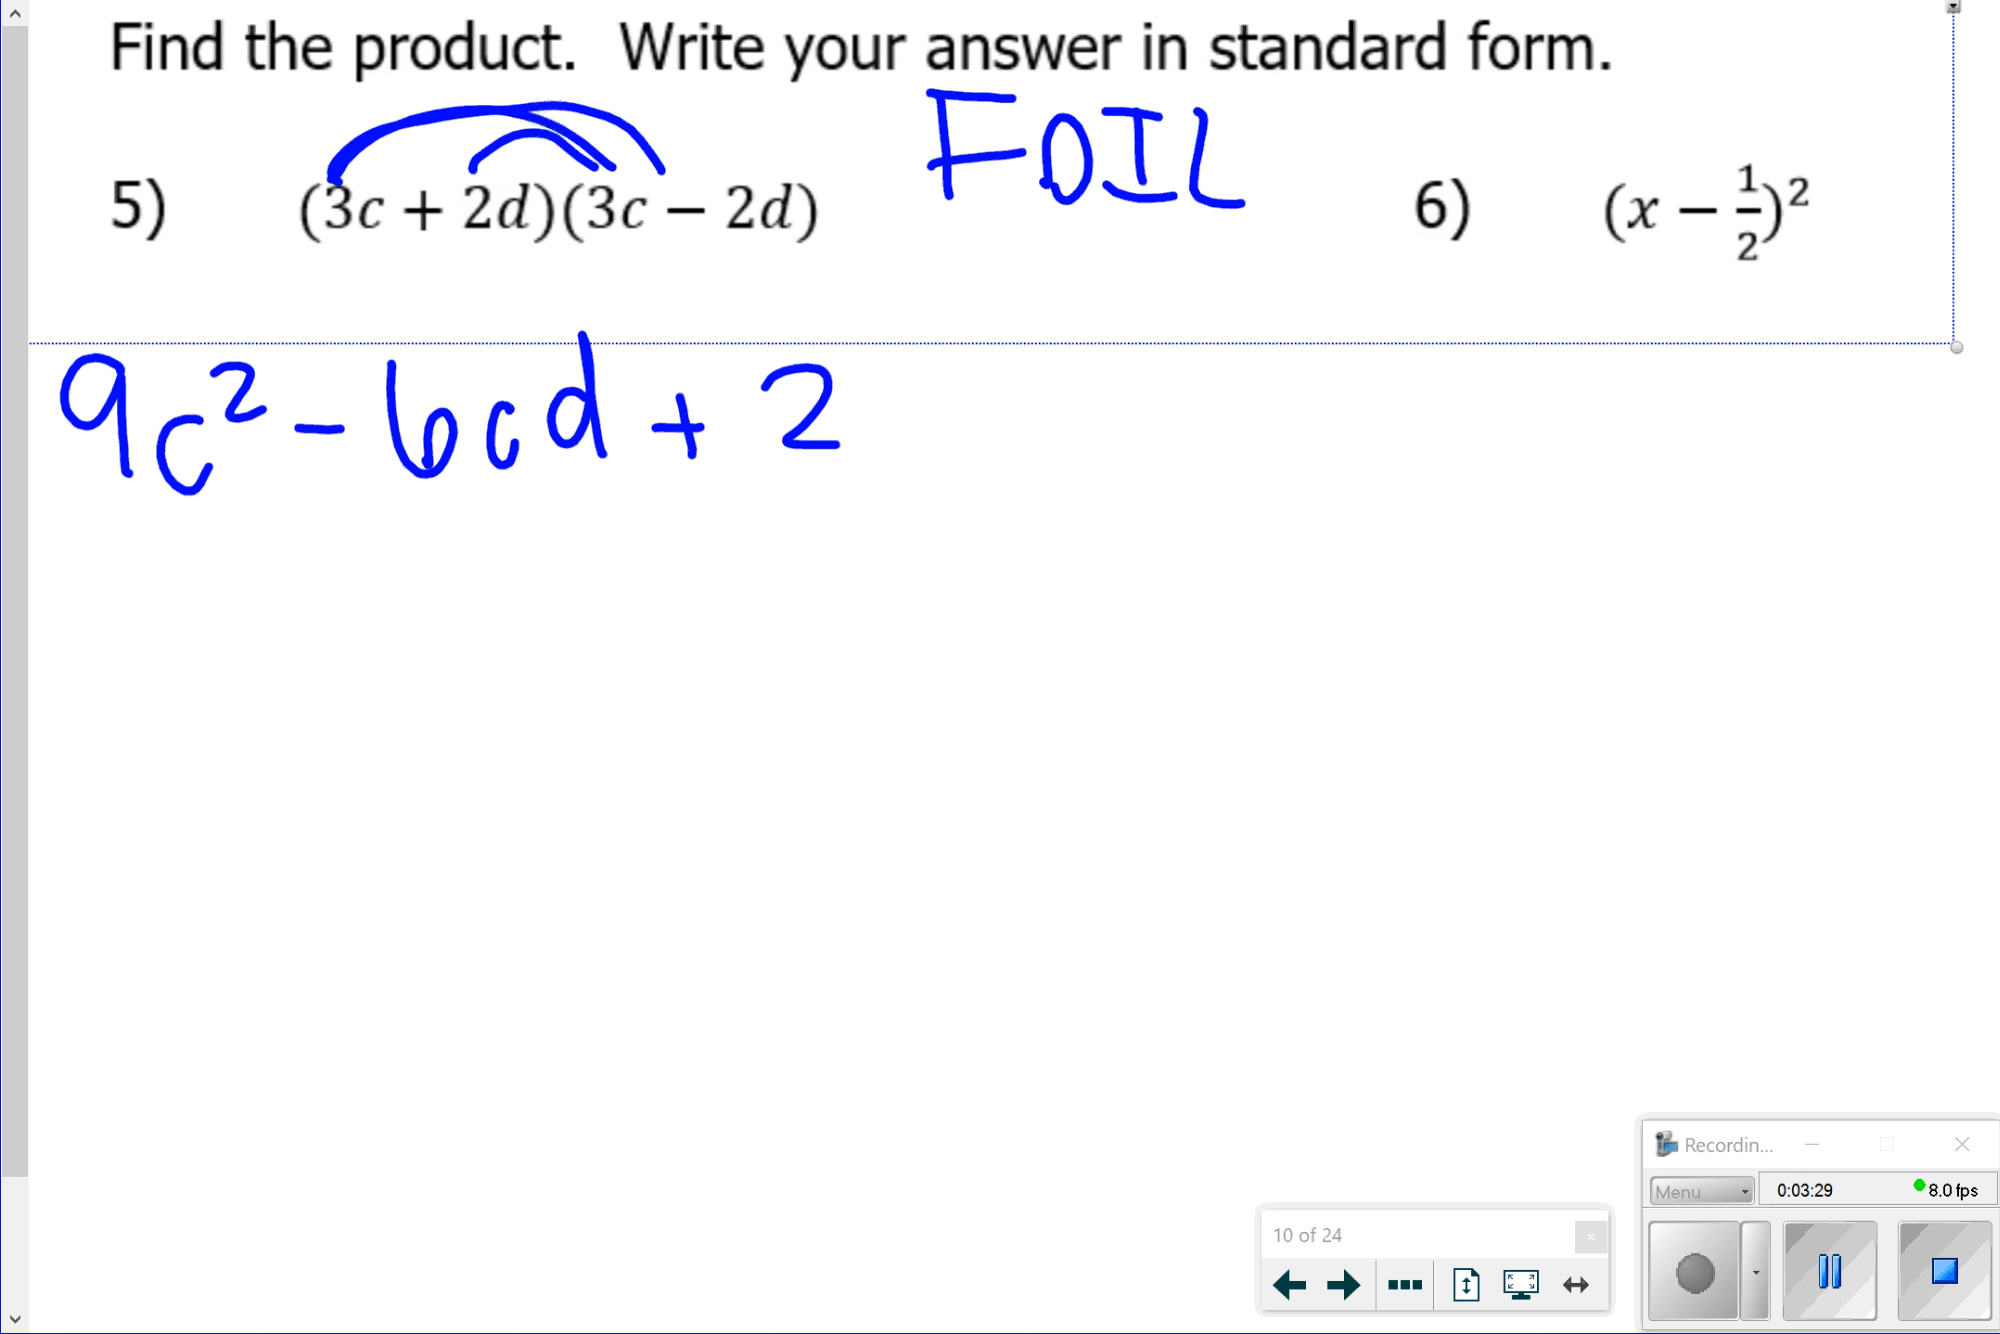 Find the product. Write your answer in standard form.
FOIL
5) (3c + 2d)(3c − 2d) 6) (x − 1/2)²
9c² − 6cd + 2
Recordin...
Menu 0:03:29 8.0 fps
10 of 24